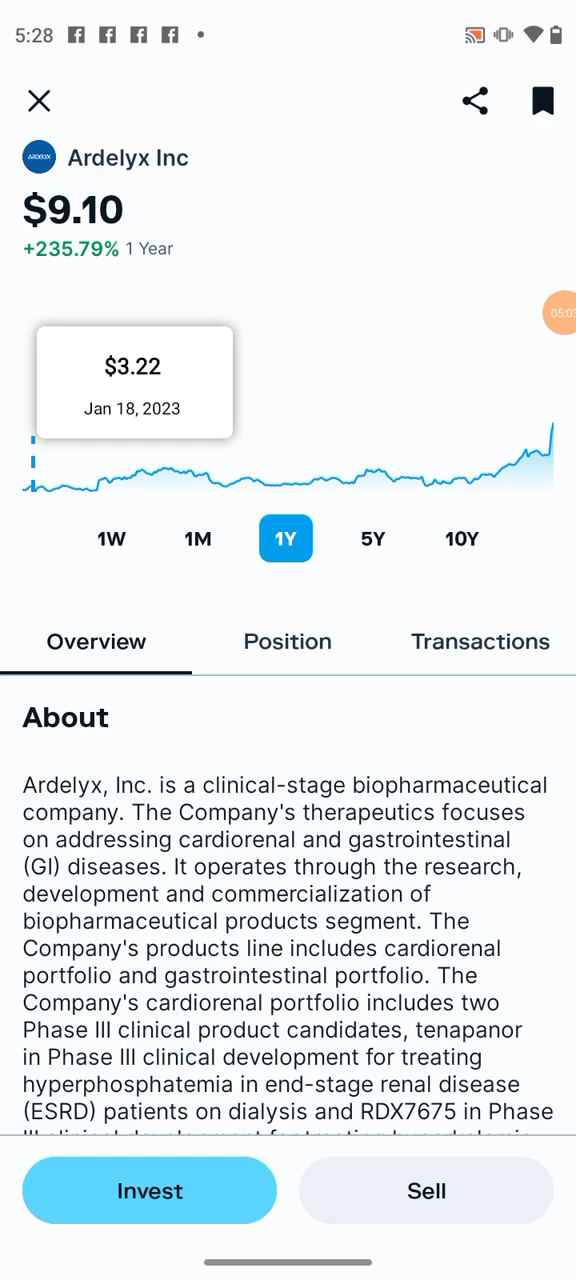 5:28
Ardelyx Inc
$9.10
+235.79% 1 Year
05:03
$3.22
Jan 18, 2023
1W 1M 1Y 5Y 10Y
Overview Position Transactions
About
Ardelyx, Inc. is a clinical-stage biopharmaceutical
company. The Company's therapeutics focuses
on addressing cardiorenal and gastrointestinal
(GI) diseases. It operates through the research,
development and commercialization of
biopharmaceutical products segment. The
Company's products line includes cardiorenal
portfolio and gastrointestinal portfolio. The
Company's cardiorenal portfolio includes two
Phase III clinical product candidates, tenapanor
in Phase III clinical development for treating
hyperphosphatemia in end-stage renal disease
(ESRD) patients on dialysis and RDX7675 in Phase
Invest Sell